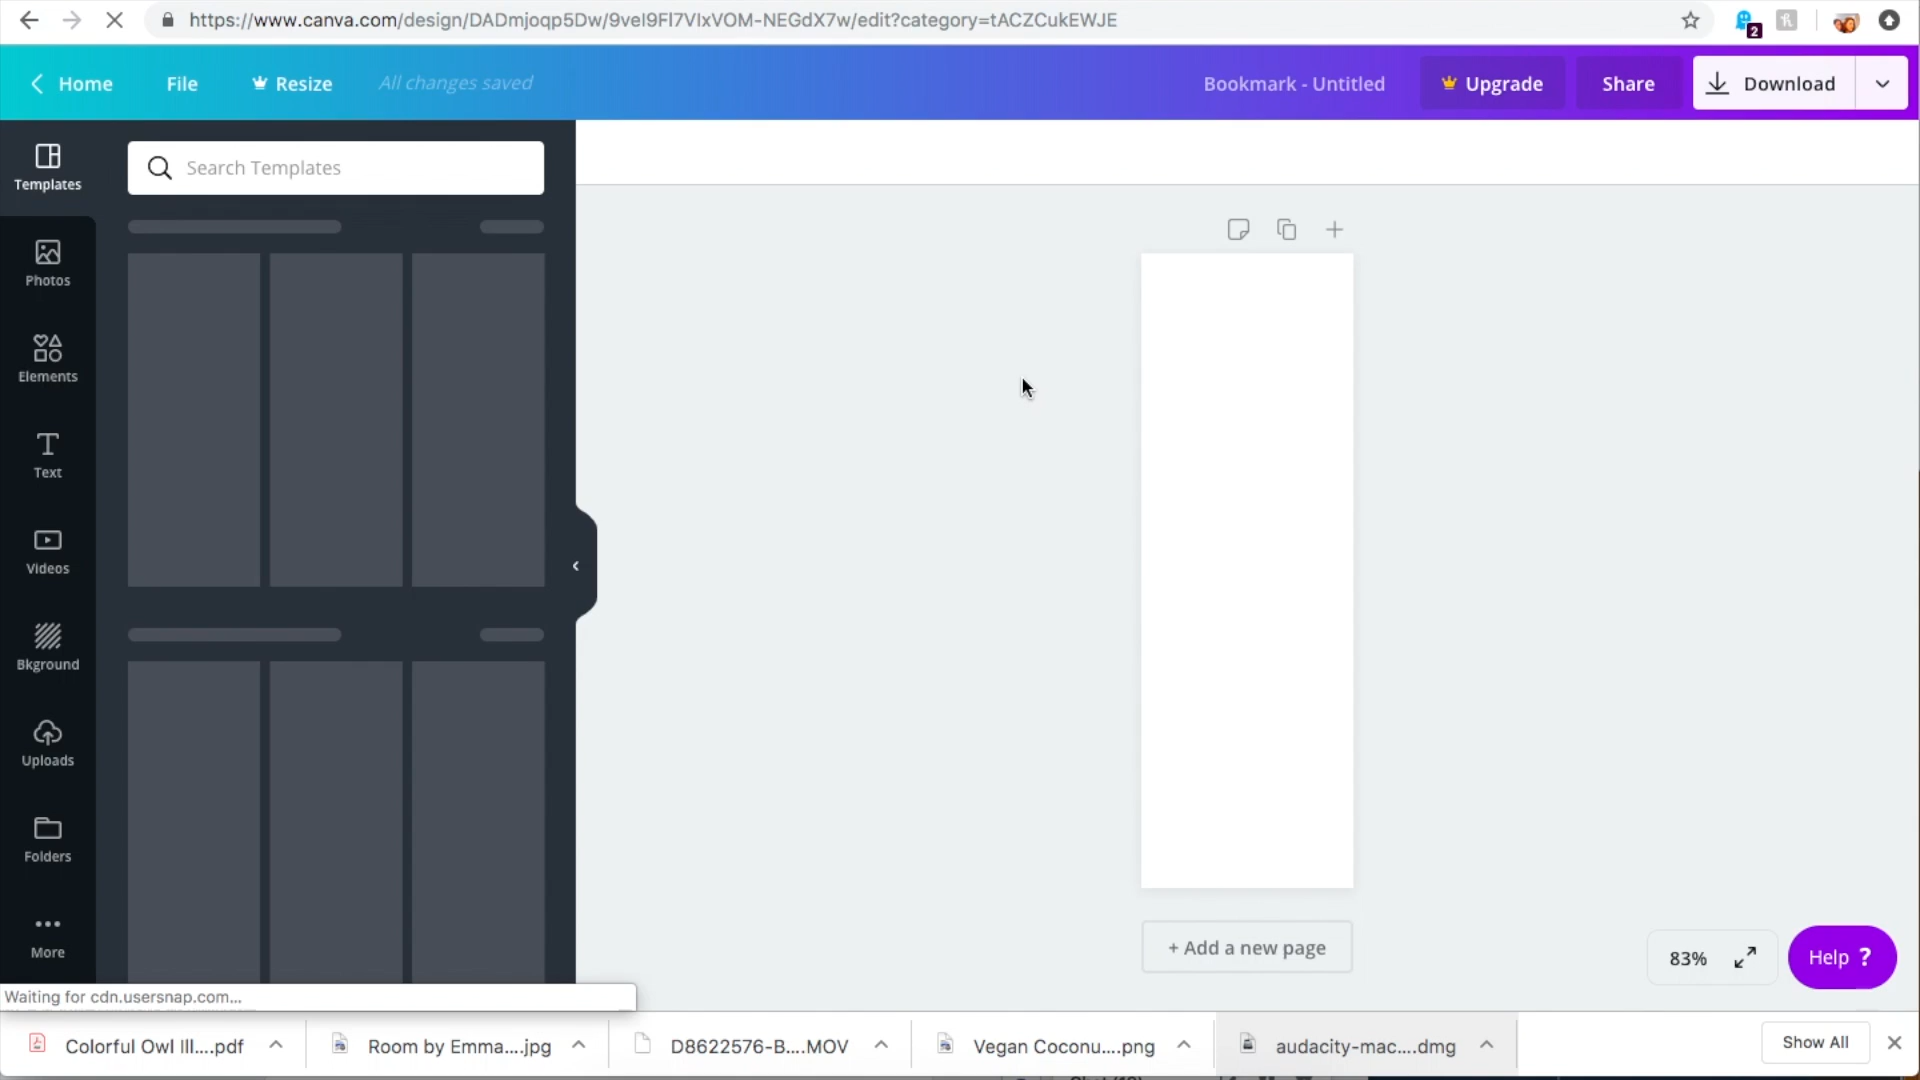 https://www.canva.com/design/DADmjoqp5Dw/9vel9Fl7VlxVOM-NEGdX7w/edit?category=tACZCukEWJE
2
Home
File
Resize
All changes saved
Bookmark - Untitled
Upgrade
Share
Download
Templates
Search Templates
Photos
Elements
Text
Videos
Bkground
Uploads
Folders
More
+ Add a new page
83%
Help ?
Waiting for cdn.usersnap.com...
Colorful Owl Ill....pdf
Room by Emma....jpg
D8622576-B....MOV
Vegan Coconu....png
audacity-mac....dmg
Show All